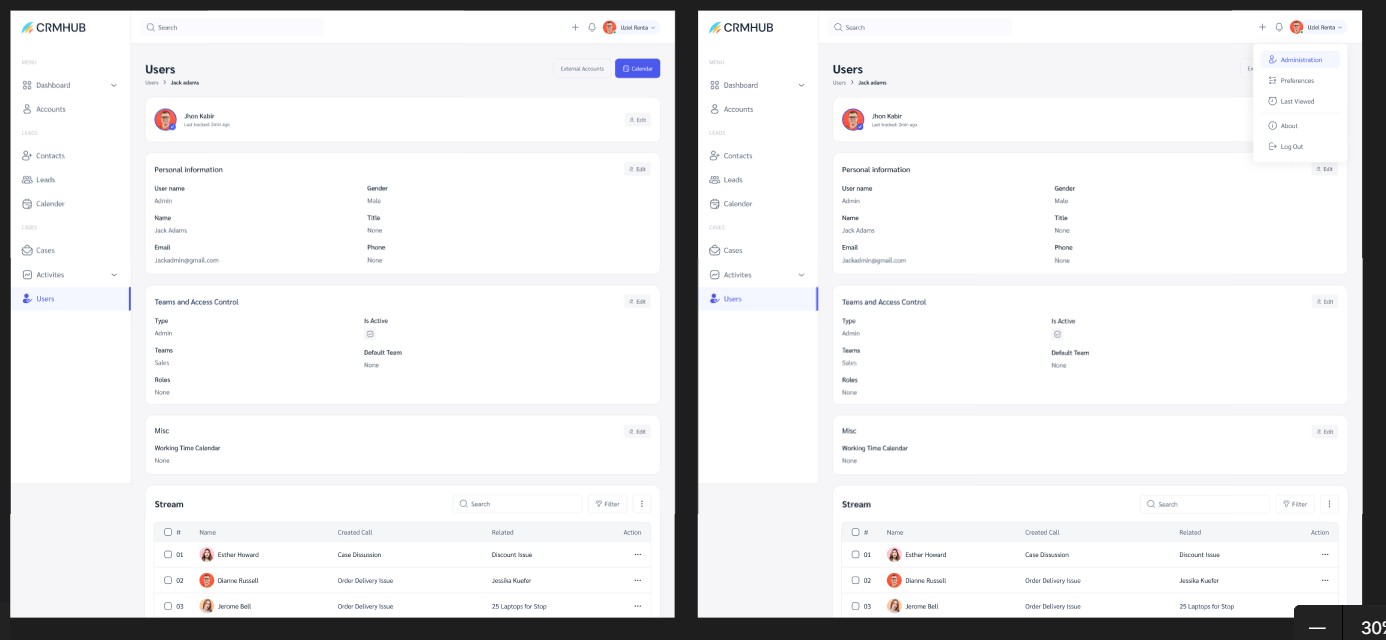 CRMHUB
Search
Uziel Renta
MENU
Dashboard
Accounts
LEADS
Contacts
Leads
Calender
CASES
Cases
Activites
Users
Users
Users > Jack adams
External Accounts
Calendar
Jhon Kabir
Last tracked 2min ago
Edit
Personal information
Edit
User name
Gender
Admin
Male
Name
Title
Jack Adams
None
Email
Phone
Jackadmin@gmail.com
None
Teams and Access Control
Edit
Type
Is Active
Admin
Teams
Default Team
Sales
None
Roles
None
Misc
Edit
Working Time Calendar
None
Stream
Search
Filter
# Name Created Call Related Action
01 Esther Howard Case Dissussion Discount Issue
02 Dianne Russell Order Delivery Issue Jessika Kuefer
03 Jerome Bell Order Delivery Issue 25 Laptops for Stop
CRMHUB
Search
Uziel Renta
Administration
Preferences
Last Viewed
About
Log Out
MENU
Dashboard
Accounts
LEADS
Contacts
Leads
Calender
CASES
Cases
Activites
Users
Users
Users > Jack adams
Jhon Kabir
Last tracked 2min ago
Personal information
Edit
User name
Gender
Admin
Male
Name
Title
Jack Adams
None
Email
Phone
Jackadmin@gmail.com
None
Teams and Access Control
Edit
Type
Is Active
Admin
Teams
Default Team
Sales
None
Roles
None
Misc
Edit
Working Time Calendar
None
Stream
Search
Filter
# Name Created Call Related Action
01 Esther Howard Case Dissussion Discount Issue
02 Dianne Russell Order Delivery Issue Jessika Kuefer
03 Jerome Bell Order Delivery Issue 25 Laptops for Stop
30%